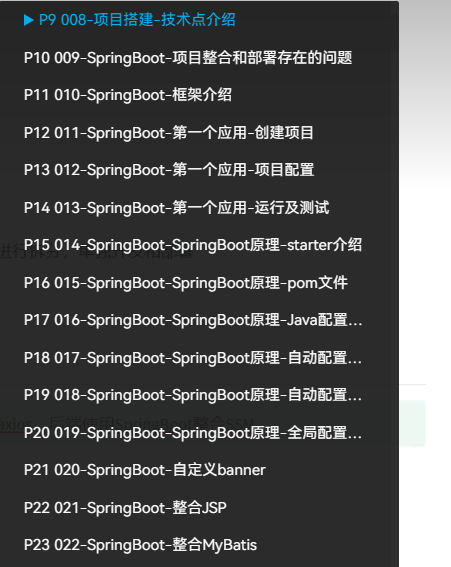 ▶ P9 008-项目搭建-技术点介绍
P10 009-SpringBoot-项目整合和部署存在的问题
P11 010-SpringBoot-框架介绍
P12 011-SpringBoot-第一个应用-创建项目
P13 012-SpringBoot-第一个应用-项目配置
P14 013-SpringBoot-第一个应用-运行及测试
P15 014-SpringBoot-SpringBoot原理-starter介绍
P16 015-SpringBoot-SpringBoot原理-pom文件
P17 016-SpringBoot-SpringBoot原理-Java配置...
P18 017-SpringBoot-SpringBoot原理-自动配置...
P19 018-SpringBoot-SpringBoot原理-自动配置...
P20 019-SpringBoot-SpringBoot原理-全局配置...
P21 020-SpringBoot-自定义banner
P22 021-SpringBoot-整合JSP
P23 022-SpringBoot-整合MyBatis